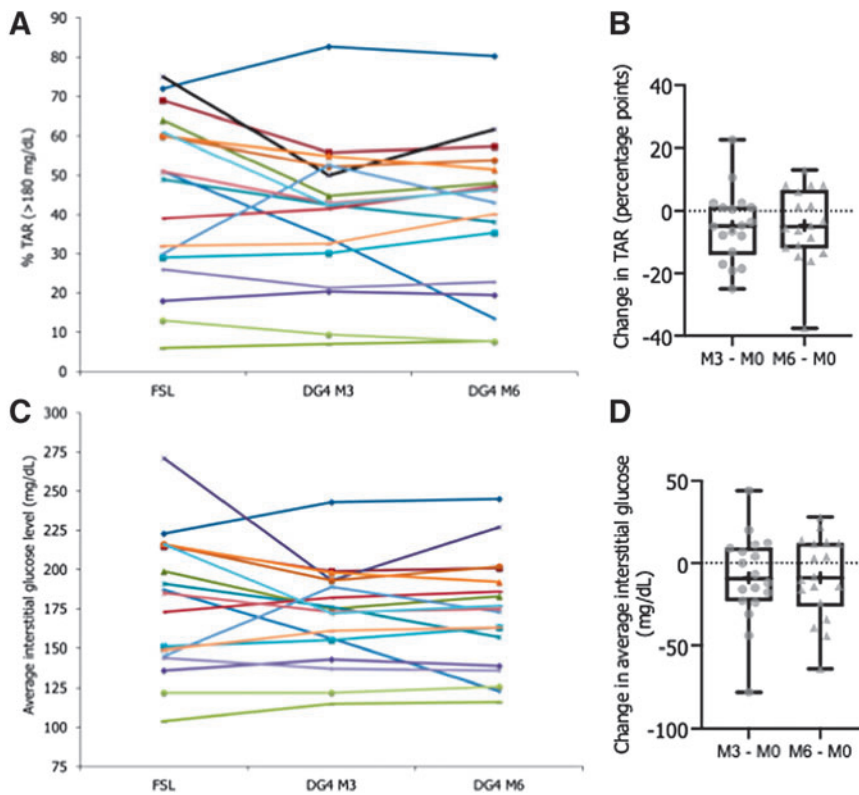 A
% TAR (>180 mg/dL)
90
80
70
60
50
40
30
20
10
0
FSL
DG4 M3
DG4 M6
B
Change in TAR (percentage points)
40
20
0
-20
-40
M3 - M0
M6 - M0
C
Average interstitial glucose level (mg/dL)
300
275
250
225
200
175
150
125
100
75
FSL
DG4 M3
DG4 M6
D
Change in average interstitial glucose
(mg/dL)
50
0
-50
-100
M3 - M0
M6 - M0